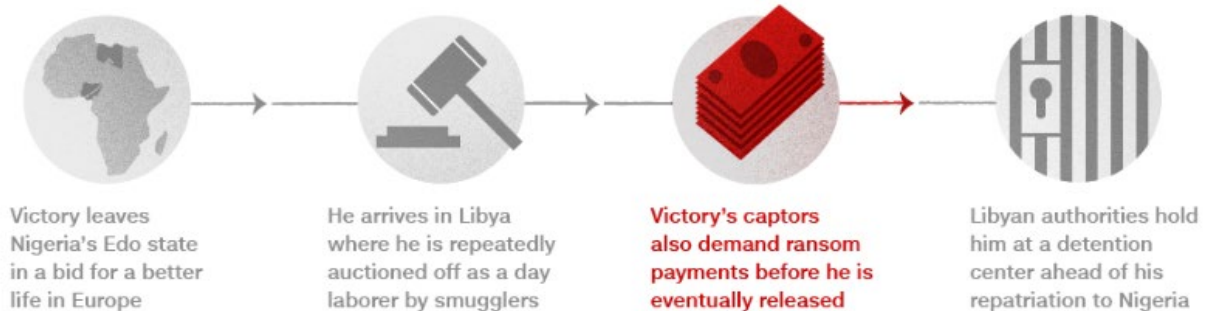 Victory leaves
Nigeria's Edo state
in a bid for a better
life in Europe
He arrives in Libya
where he is repeatedly
auctioned off as a day
laborer by smugglers
Victory's captors
also demand ransom
payments before he is
eventually released
Libyan authorities hold
him at a detention
center ahead of his
repatriation to Nigeria